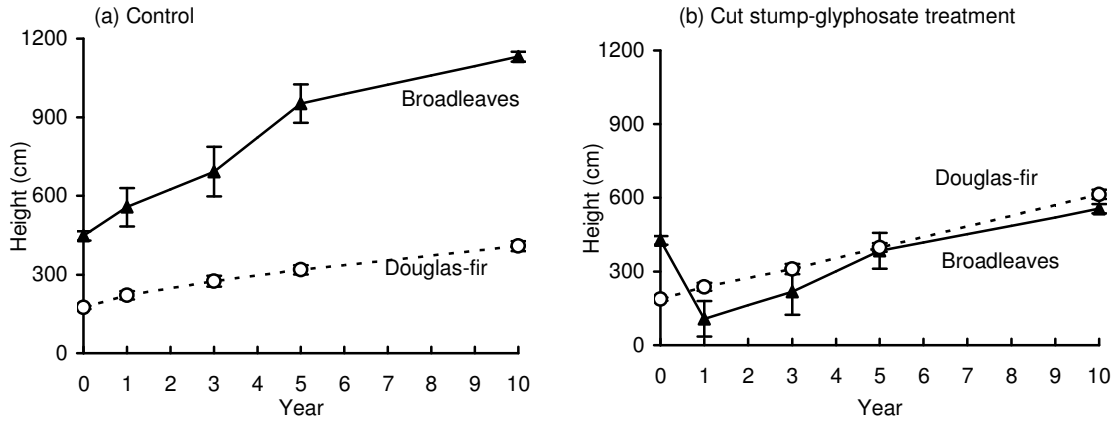 (a) Control
1200
900
600
300
0
Height (cm)
Broadleaves
Douglas-fir
0 1 2 3 4 5 6 7 8 9 10
Year
(b) Cut stump-glyphosate treatment
1200
900
600
300
0
Height (cm)
Douglas-fir
Broadleaves
0 1 2 3 4 5 6 7 8 9 10
Year